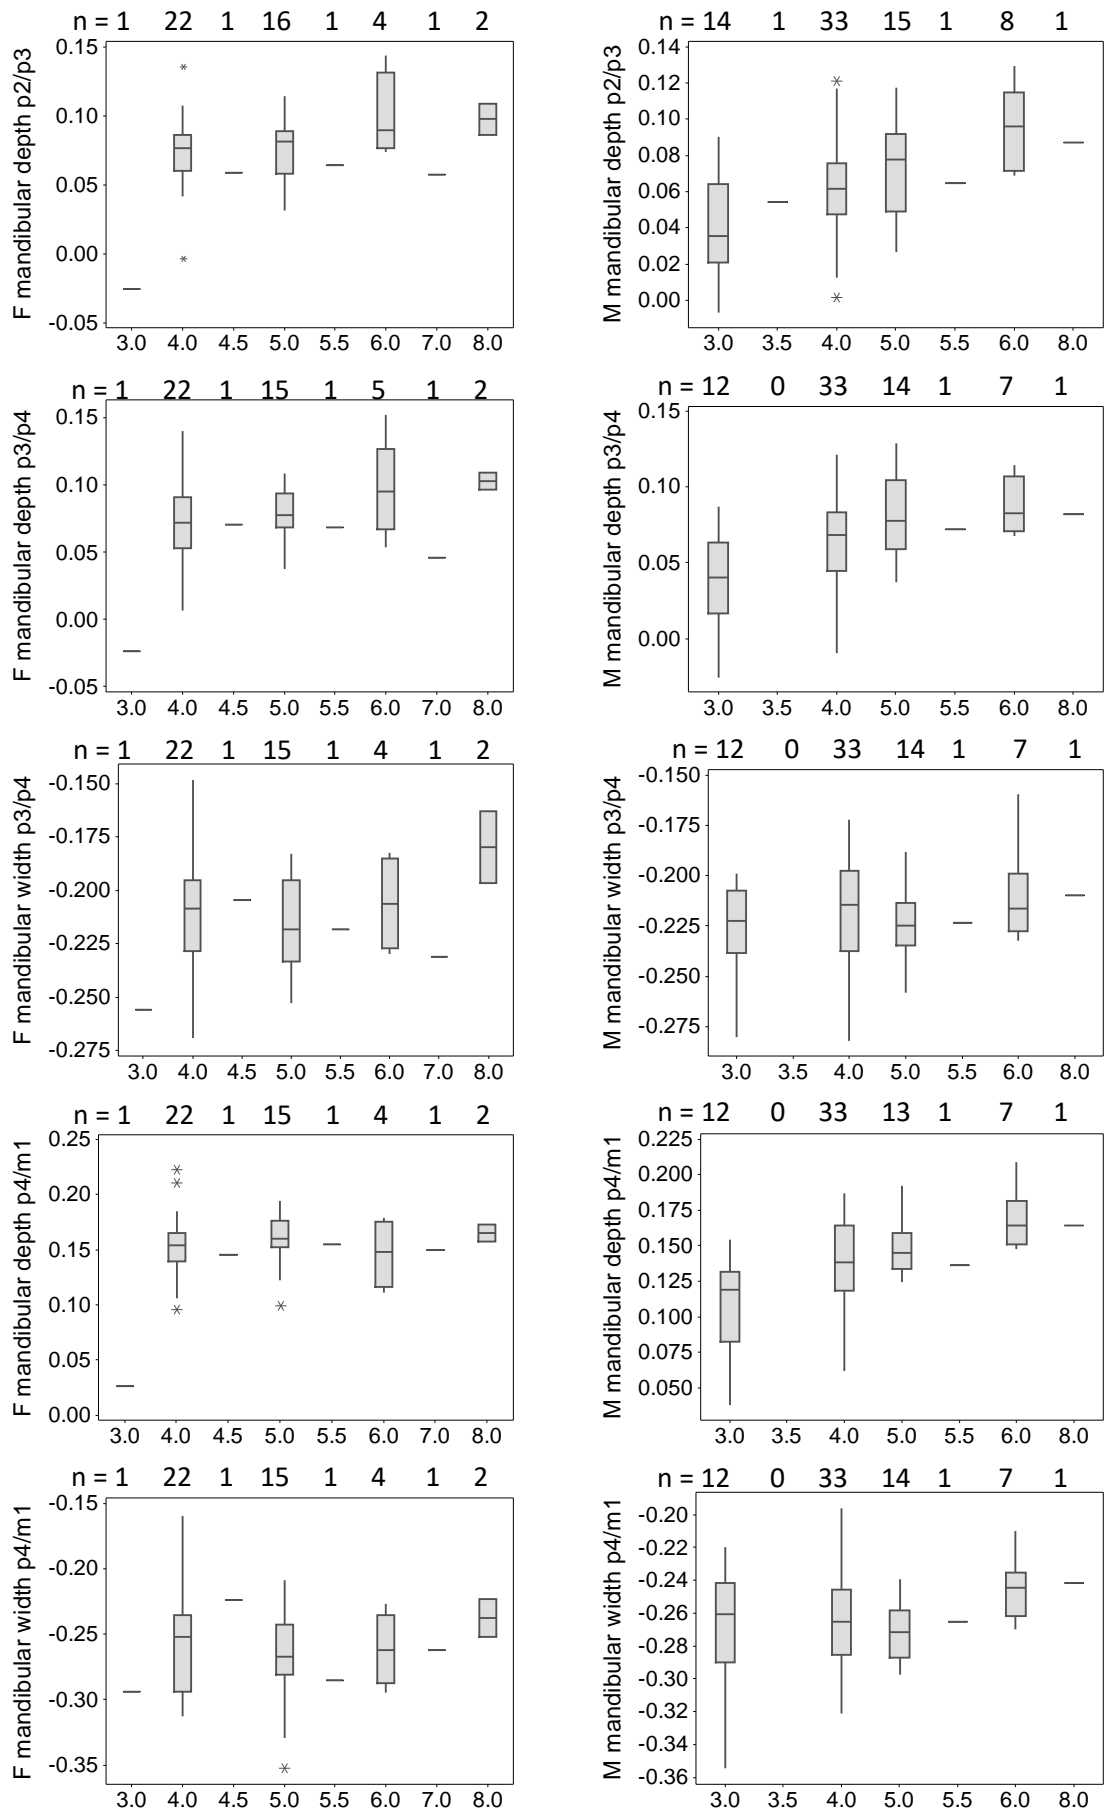 n = 1 22 1 16 1 4 1 2
F mandibular depth p2/p3
0.15
0.10
0.05
0.00
-0.05
3.0 4.0 4.5 5.0 5.5 6.0 7.0 8.0
n = 14 1 33 15 1 8 1
M mandibular depth p2/p3
0.14
0.12
0.10
0.08
0.06
0.04
0.02
0.00
3.0 3.5 4.0 5.0 5.5 6.0 8.0
n = 1 22 1 15 1 5 1 2
F mandibular depth p3/p4
0.15
0.10
0.05
0.00
-0.05
3.0 4.0 4.5 5.0 5.5 6.0 7.0 8.0
n = 12 0 33 14 1 7 1
M mandibular depth p3/p4
0.15
0.10
0.05
0.00
3.0 3.5 4.0 5.0 5.5 6.0 8.0
n = 1 22 1 15 1 4 1 2
F mandibular width p3/p4
-0.150
-0.175
-0.200
-0.225
-0.250
-0.275
3.0 4.0 4.5 5.0 5.5 6.0 7.0 8.0
n = 12 0 33 14 1 7 1
M mandibular width p3/p4
-0.150
-0.175
-0.200
-0.225
-0.250
-0.275
3.0 3.5 4.0 5.0 5.5 6.0 8.0
n = 1 22 1 15 1 4 1 2
F mandibular depth p4/m1
0.25
0.20
0.15
0.10
0.05
0.00
3.0 4.0 4.5 5.0 5.5 6.0 7.0 8.0
n = 12 0 33 13 1 7 1
M mandibular depth p4/m1
0.225
0.200
0.175
0.150
0.125
0.100
0.075
0.050
3.0 3.5 4.0 5.0 5.5 6.0 8.0
n = 1 22 1 15 1 4 1 2
F mandibular width p4/m1
-0.15
-0.20
-0.25
-0.30
-0.35
3.0 4.0 4.5 5.0 5.5 6.0 7.0 8.0
n = 12 0 33 14 1 7 1
M mandibular width p4/m1
-0.20
-0.22
-0.24
-0.26
-0.28
-0.30
-0.32
-0.34
-0.36
3.0 3.5 4.0 5.0 5.5 6.0 8.0